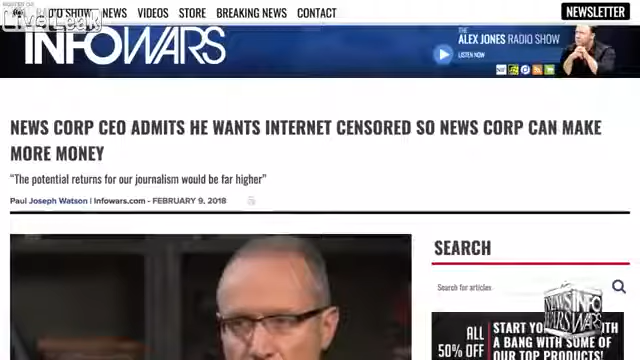 LiveLeak
NEWS VIDEOS STORE BREAKING NEWS CONTACT
NEWSLETTER
INFOWARS
THE
ALEX JONES RADIO SHOW
LISTEN NOW
NEWS CORP CEO ADMITS HE WANTS INTERNET CENSORED SO NEWS CORP CAN MAKE
MORE MONEY
“The potential returns for our journalism would be far higher”
Paul Joseph Watson | Infowars.com - FEBRUARY 9, 2018
SEARCH
Search for articles
ALL
50% OFF
A BANG WITH SOME OF
OUR TOP PRODUCTS!